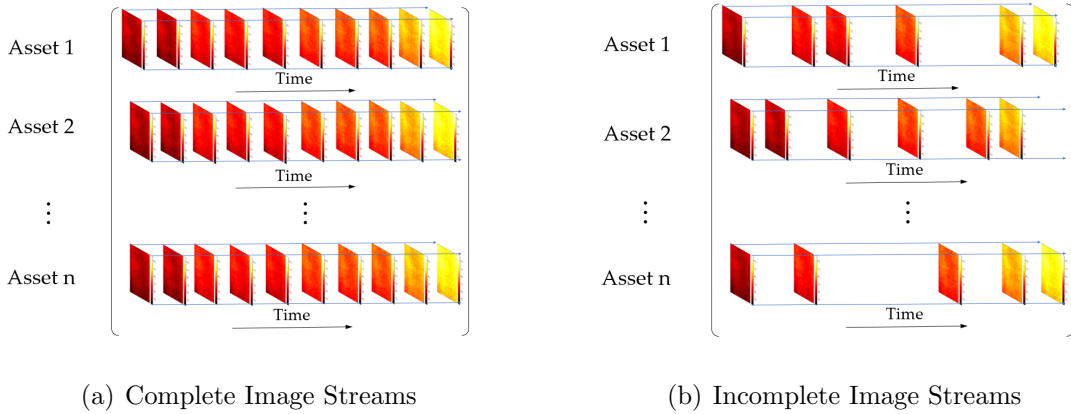 Asset 1
Time
Asset 2
Time
Asset n
Time
(a) Complete Image Streams
Asset 1
Time
Asset 2
Time
Asset n
Time
(b) Incomplete Image Streams